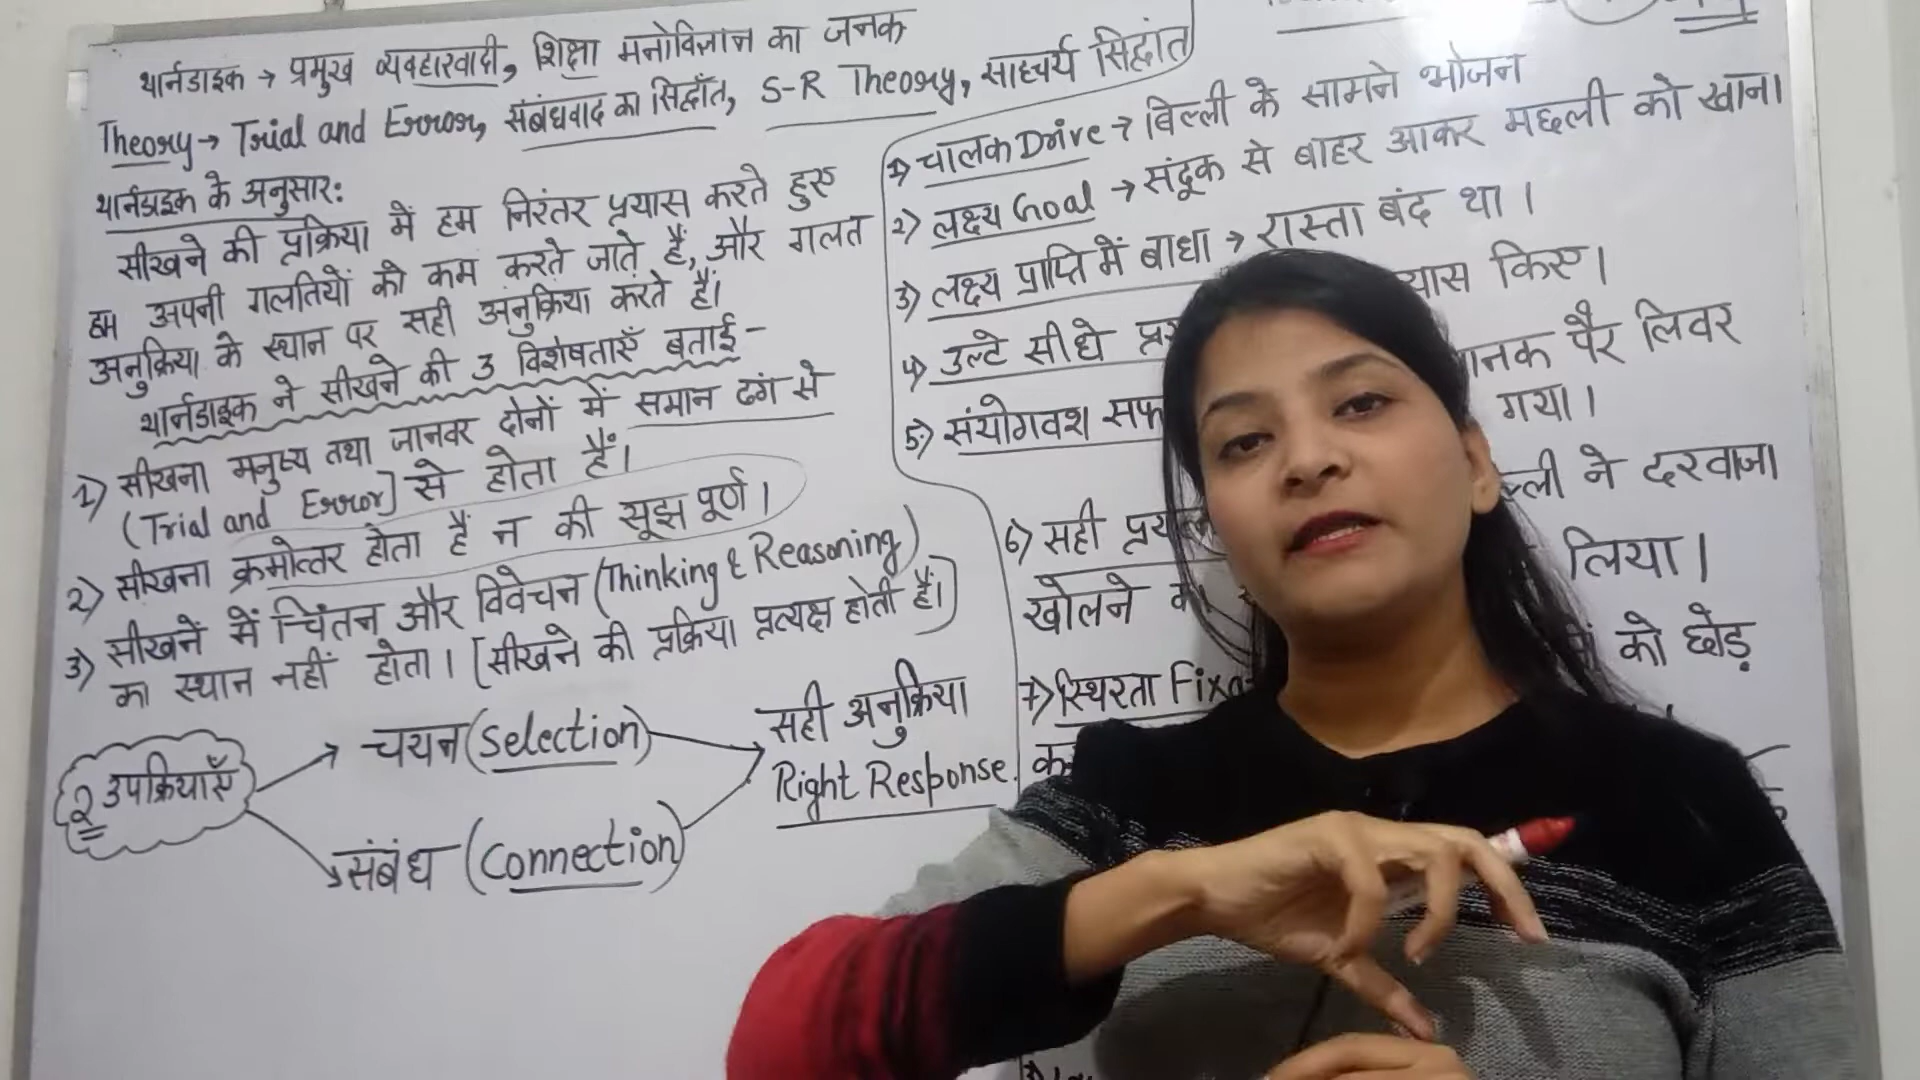 थार्नडाइक → प्रमुख व्यवहारवादी, शिक्षा मनोविज्ञान का जनक
Theory → Trial and Error, संबंधवाद का सिद्धाँत, S-R Theory, साहचर्य सिद्धांत
थार्नडाइक के अनुसार:
सीखने की प्रक्रिया में हम निरंतर प्रयास करते हुए
हम अपनी गलतियों को कम करते जाते हैं, और गलत
अनुक्रिया के स्थान पर सही अनुक्रिया करते हैं।
थार्नडाइक ने सीखने की 3 विशेषताएँ बताई -
1) सीखना मनुष्य तथा जानवर दोनों में समान ढंग से
(Trial and Error] से होता हैं।
2) सीखना क्रमोत्तर होता हैं न की सूझ पूर्ण।
3) सीखनें में चिंतन और विवेचन (Thinking & Reasoning)
का स्थान नहीं होता। [सीखने की प्रक्रिया प्रत्यक्ष होती हैं।]
2 उपक्रियाएँ
→ चयन (Selection)
→ संबंध (Connection)
सही अनुक्रिया
Right Response.
1) चालक Drive → बिल्ली के सामने भोजन
2) लक्ष्य Goal → संदूक से बाहर आकर मछली को खाना
3) लक्ष्य प्राप्ति में बाधा → रास्ता बंद था।
4) उल्टे सीधे किए।
5) संयोगवश पैर लिवर
गया।
6) सही ने दरवाजा
खोलने लिया।
7) स्थिरता को छोड़